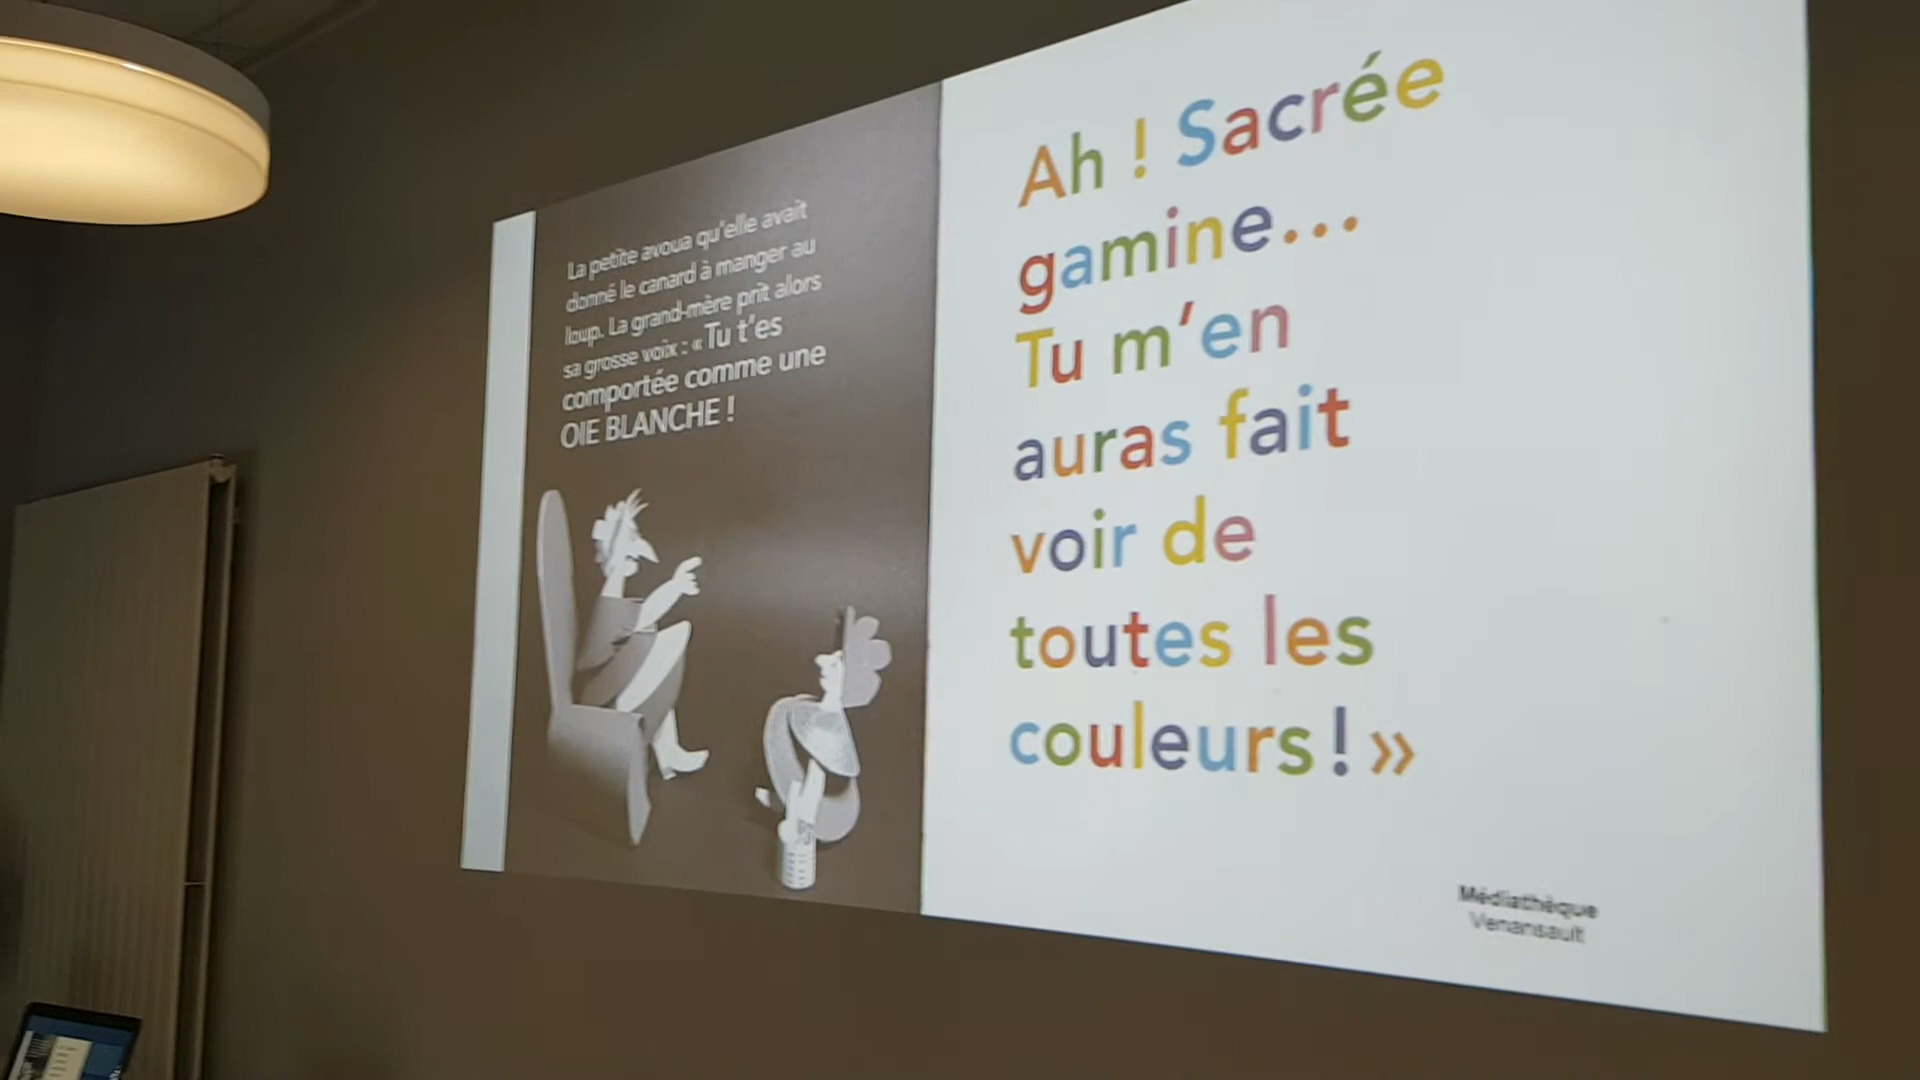 La petite avoua qu'elle avait
donné le canard à manger au
loup. La grand-mère prit alors
sa grosse voix : « Tu t'es
comportée comme une
OIE BLANCHE !
Ah ! Sacrée
gamine...
Tu m'en
auras fait
voir de
toutes les
couleurs ! »
Médiathèque
Venansault